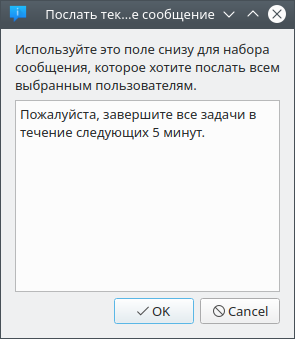 Послать тек...е сообщение
Используйте это поле снизу для набора
сообщения, которое хотите послать всем
выбранным пользователям.
Пожалуйста, завершите все задачи в
течение следующих 5 минут.
OK
Cancel